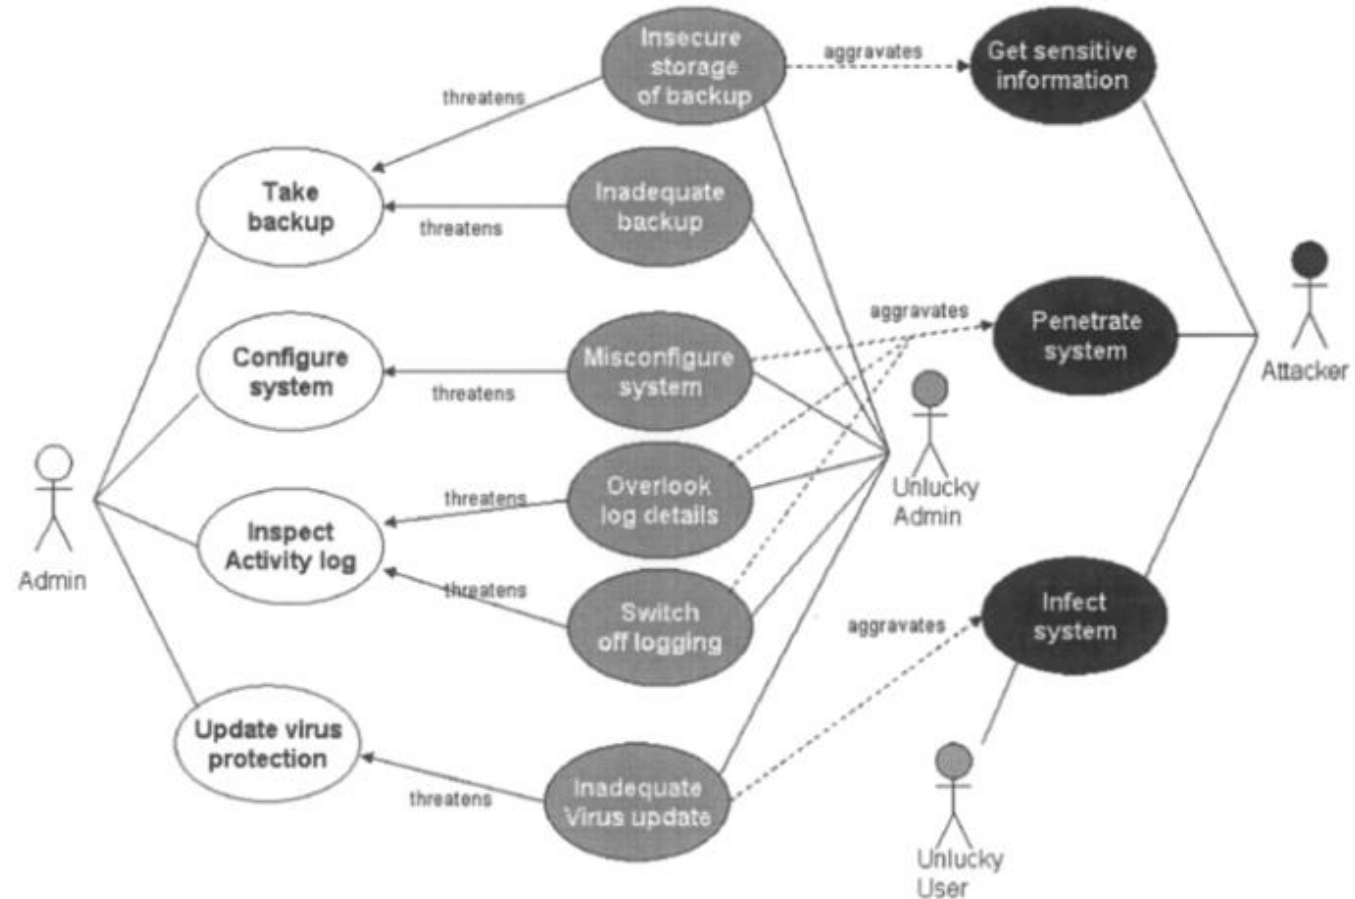 Insecure
storage
of backup
aggravates
Get sensitive
information
threatens
Take
backup
Inadequate
backup
threatens
aggravates
Penetrate
system
Attacker
Configure
system
Misconfigure
system
threatens
Unlucky
Admin
Admin
Inspect
Activity log
threatens
Overlook
log details
threatens
Switch
off logging
aggravates
Infect
system
Update virus
protection
threatens
Inadequate
Virus update
Unlucky
User